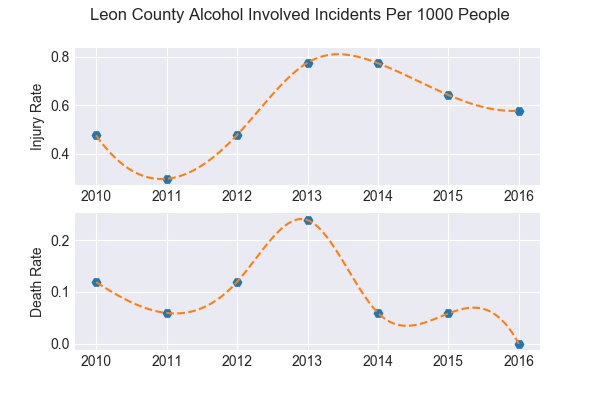 Leon County Alcohol Involved Incidents Per 1000 People
Injury Rate
0.8
0.6
0.4
2010 2011 2012 2013 2014 2015 2016
Death Rate
0.2
0.1
0.0
2010 2011 2012 2013 2014 2015 2016